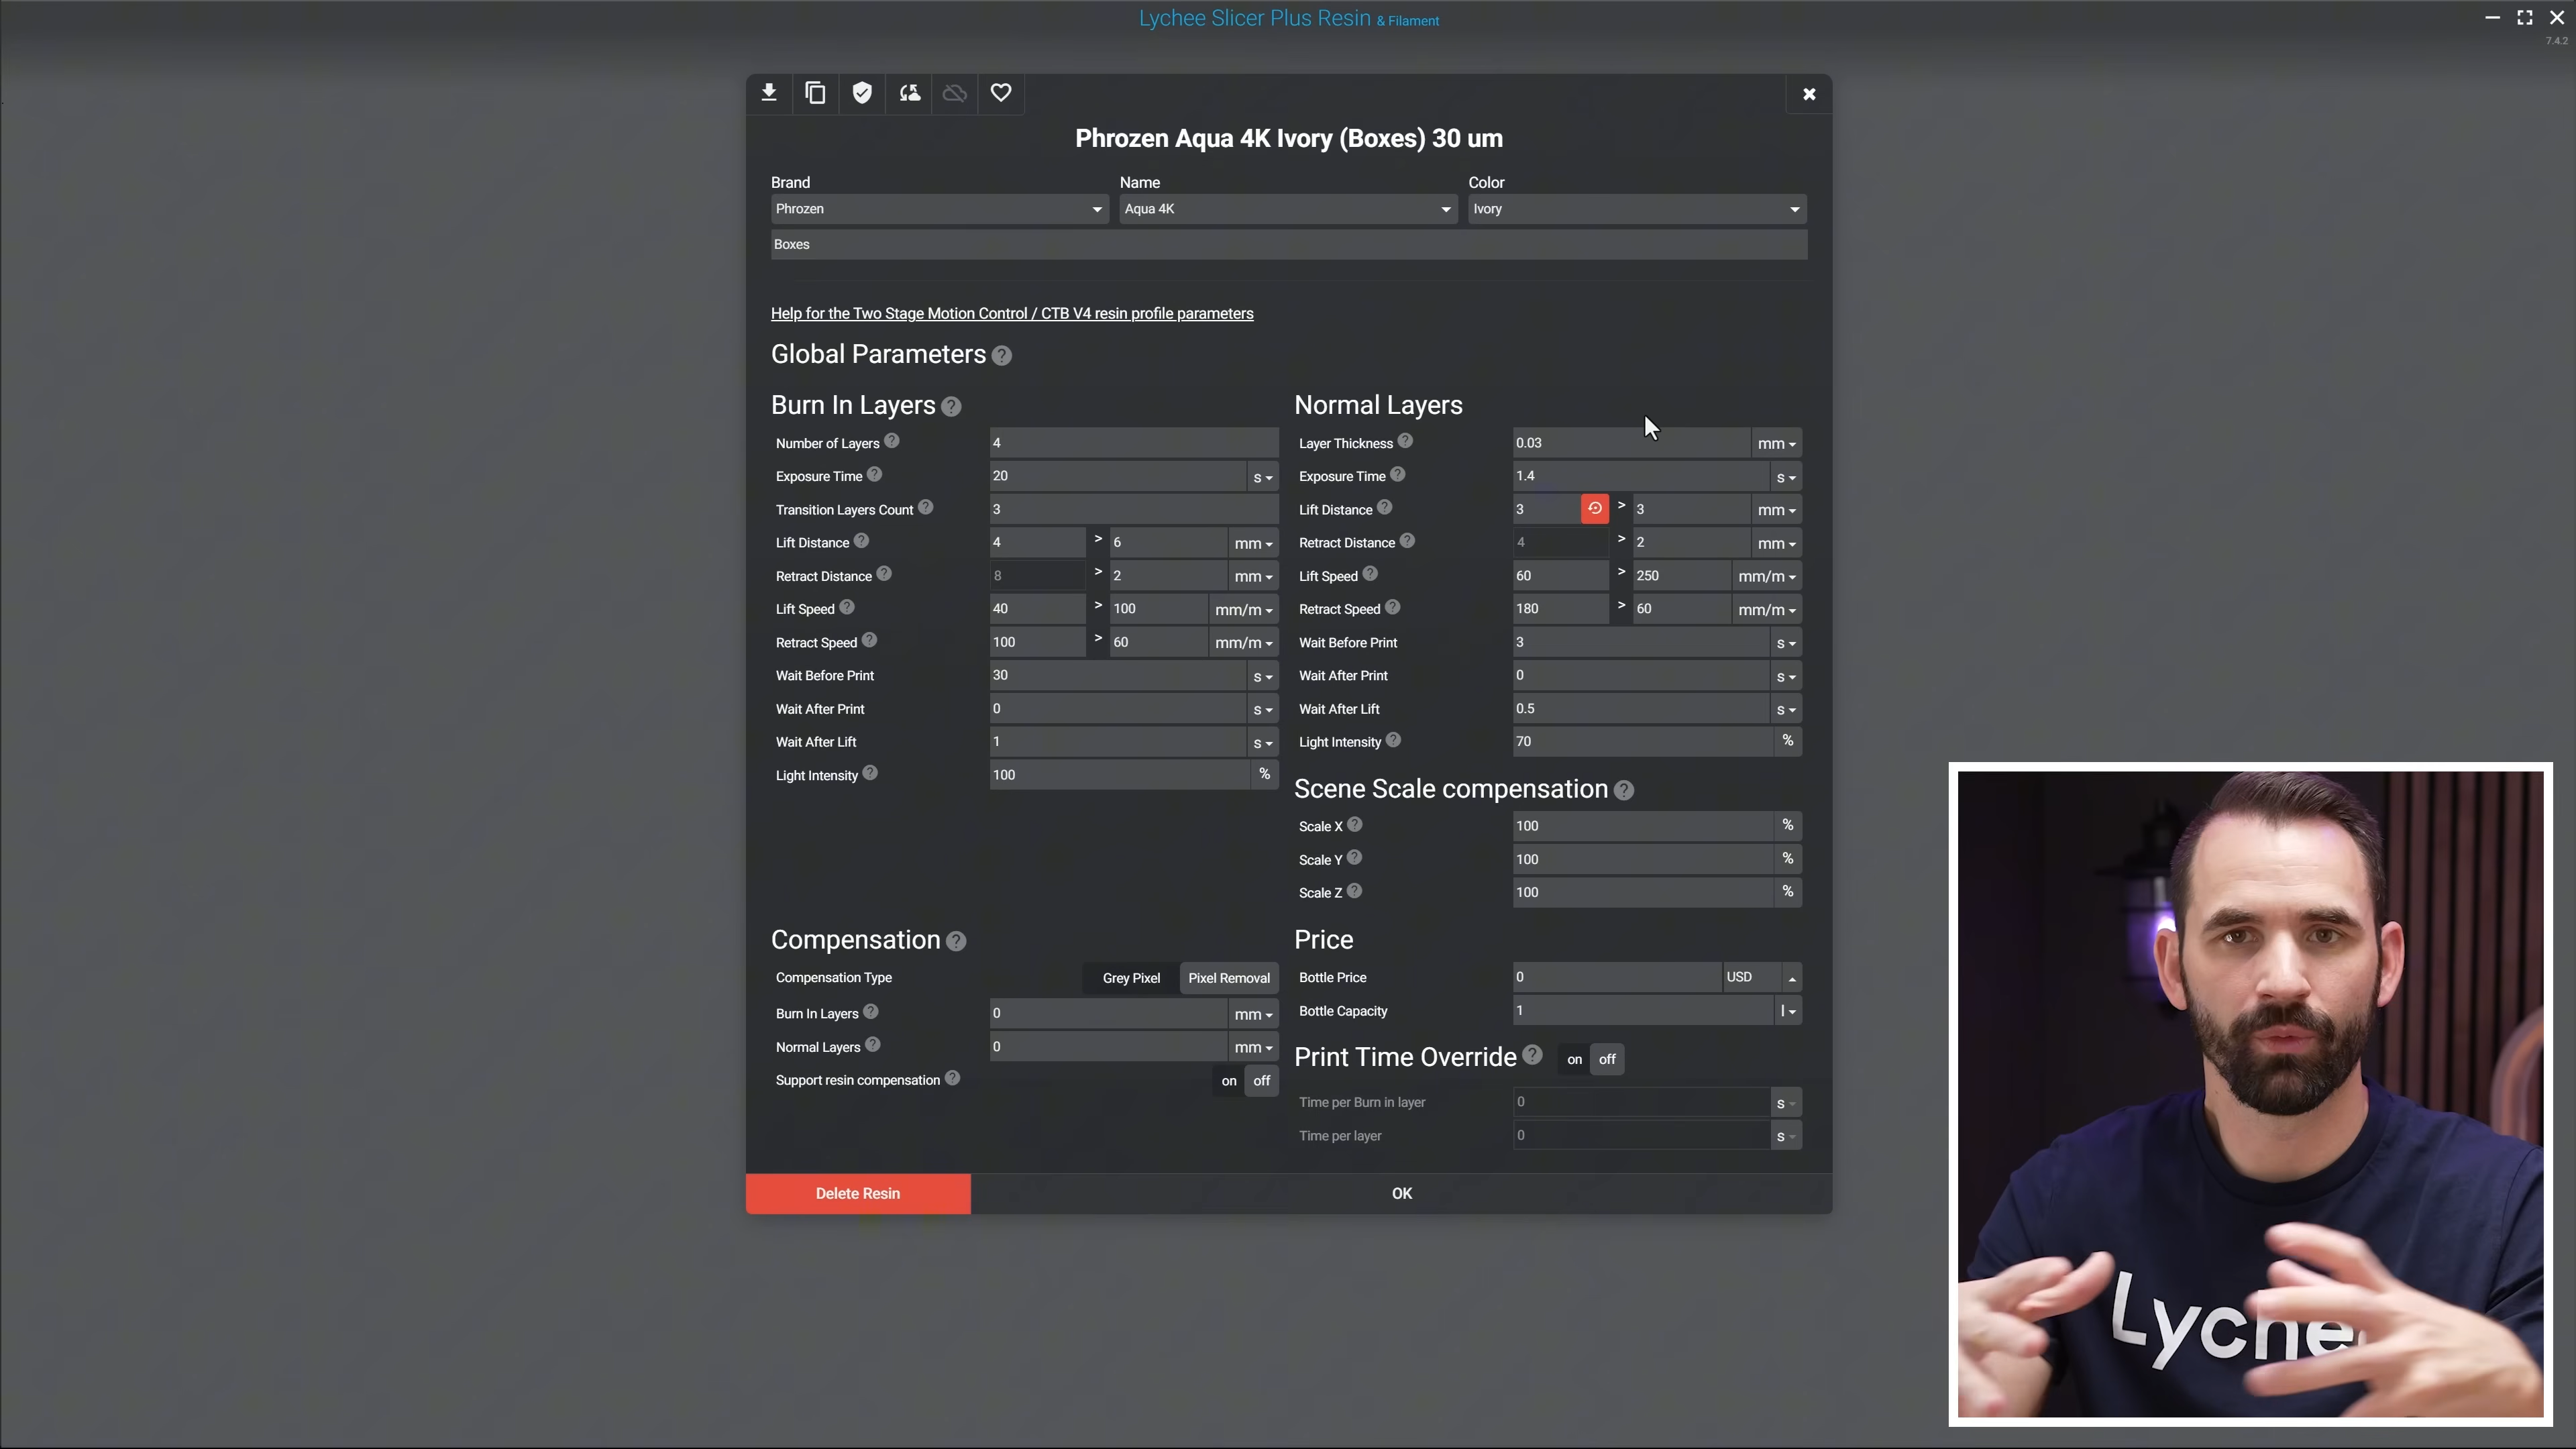 Lychee Slicer Plus Resin & Filament
7.4.2
Phrozen Aqua 4K Ivory (Boxes) 30 um
Brand Name Color
Phrozen Aqua 4K Ivory
Boxes
Help for the Two Stage Motion Control / CTB V4 resin profile parameters
Global Parameters ?
Burn In Layers ?
Number of Layers ? 4
Exposure Time ? 20 s
Transition Layers Count ? 3
Lift Distance ? 4 > 6 mm
Retract Distance ? 8 > 2 mm
Lift Speed ? 40 > 100 mm/m
Retract Speed ? 100 > 60 mm/m
Wait Before Print 30 s
Wait After Print 0 s
Wait After Lift 1 s
Light Intensity ? 100 %
Normal Layers
Layer Thickness ? 0.03 mm
Exposure Time ? 1.4 s
Lift Distance ? 3 > 3 mm
Retract Distance ? 4 > 2 mm
Lift Speed ? 60 > 250 mm/m
Retract Speed ? 180 > 60 mm/m
Wait Before Print 3 s
Wait After Print 0 s
Wait After Lift 0.5 s
Light Intensity ? 70 %
Scene Scale compensation ?
Scale X ? 100 %
Scale Y ? 100 %
Scale Z ? 100 %
Compensation ?
Compensation Type Grey Pixel Pixel Removal
Burn In Layers ? 0 mm
Normal Layers ? 0 mm
Support resin compensation ? on off
Price
Bottle Price 0 USD
Bottle Capacity 1 l
Print Time Override ? on off
Time per Burn in layer 0 s
Time per layer 0 s
Delete Resin OK
Lychee